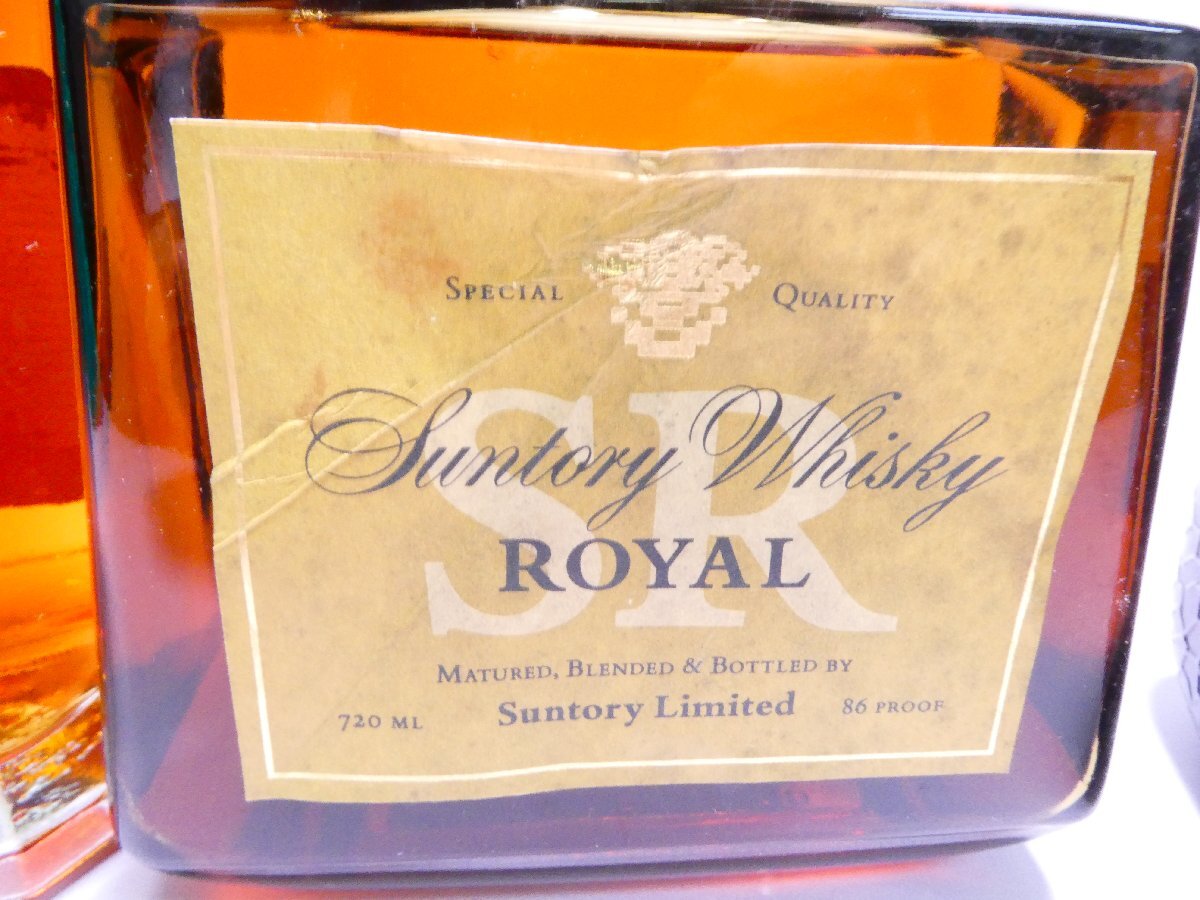 SPECIAL QUALITY
SR
Suntory Whisky
ROYAL
MATURED, BLENDED & BOTTLED BY
720 ML Suntory Limited 86 PROOF